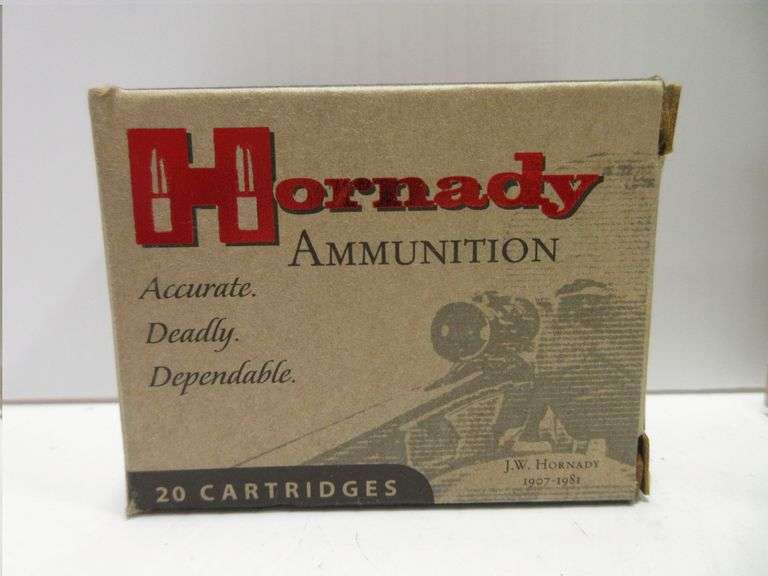 Hornady
AMMUNITION
Accurate.
Deadly.
Dependable.
J.W. HORNADY
1907-1981
20 CARTRIDGES